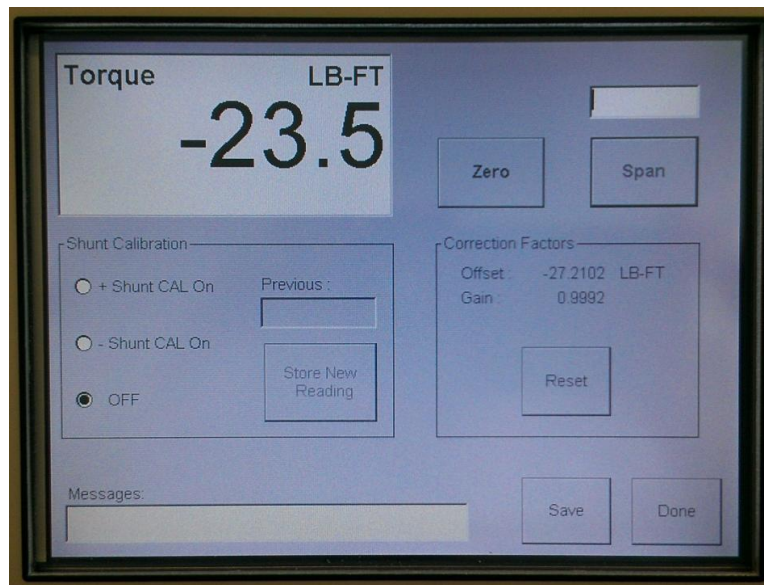 Torque LB-FT
-23.5
Zero
Span
Shunt Calibration
+ Shunt CAL On
Previous :
- Shunt CAL On
Store New
Reading
OFF
Correction Factors
Offset : -27.2102 LB-FT
Gain : 0.9992
Reset
Messages:
Save
Done